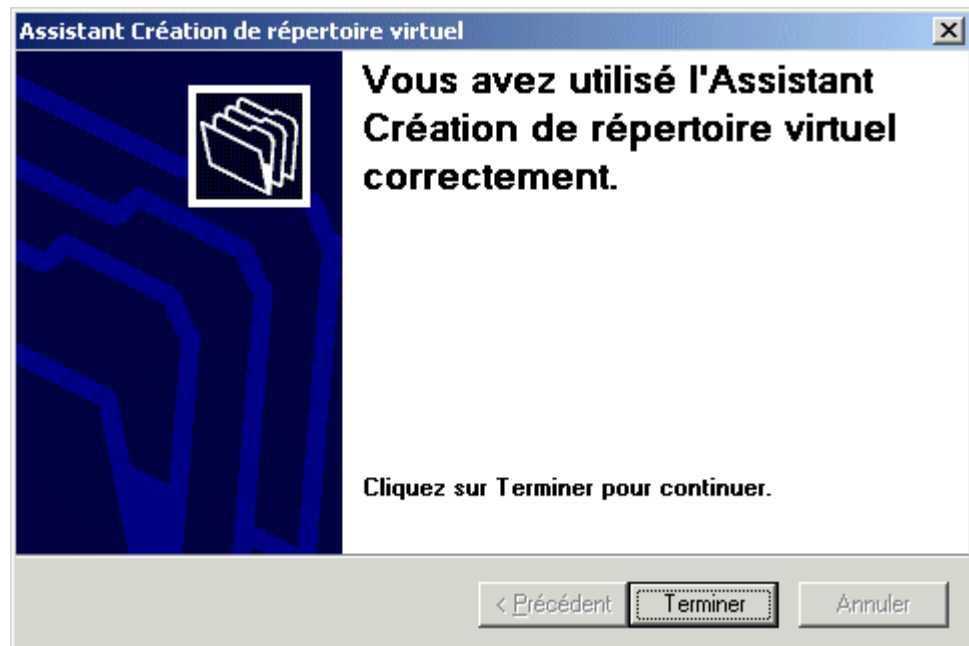 Assistant Création de répertoire virtuel
Vous avez utilisé l'Assistant
Création de répertoire virtuel
correctement.
Cliquez sur Terminer pour continuer.
< Précédent Terminer Annuler